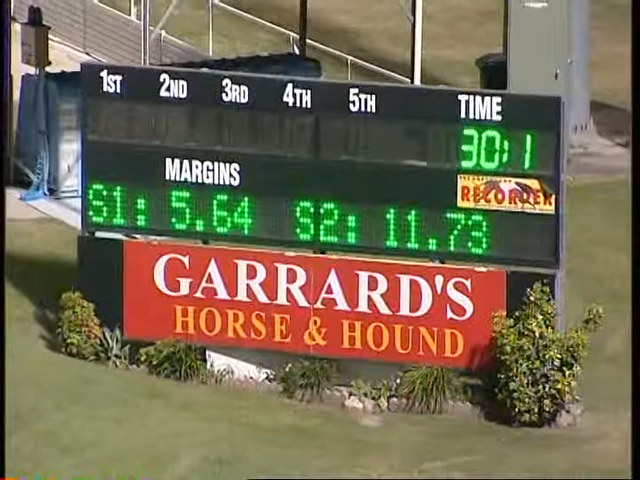 1ST 2ND 3RD 4TH 5TH TIME
30:1
MARGINS
RECORDER
S1: 5.64 S2: 11.73
GARRARD'S
HORSE & HOUND